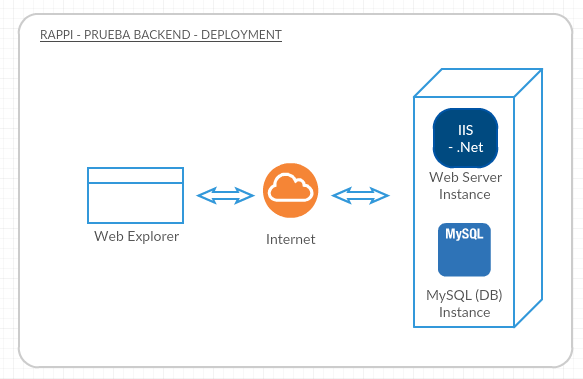 RAPPI - PRUEBA BACKEND - DEPLOYMENT
IIS
- .Net
Web Server
Instance
Web Explorer
Internet
MySQL
MySQL (DB)
Instance